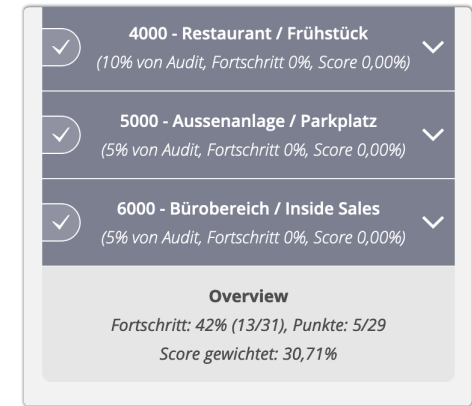 4000 - Restaurant / Frühstück
(10% von Audit, Fortschritt 0%, Score 0,00%)
5000 - Aussenanlage / Parkplatz
(5% von Audit, Fortschritt 0%, Score 0,00%)
6000 - Bürobereich / Inside Sales
(5% von Audit, Fortschritt 0%, Score 0,00%)
Overview
Fortschritt: 42% (13/31), Punkte: 5/29
Score gewichtet: 30,71%